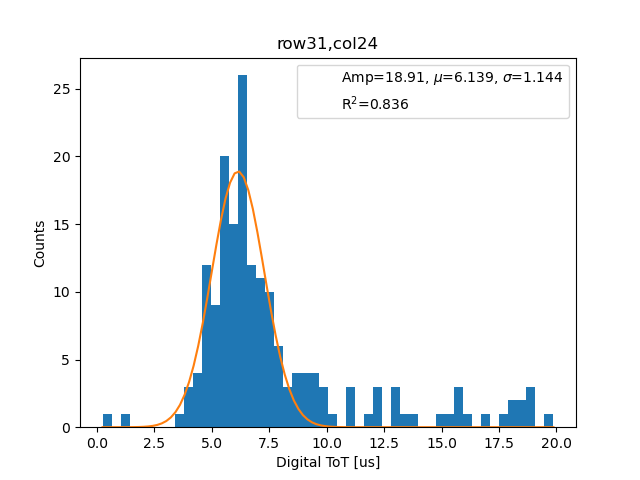 row31,col24
Amp=18.91, μ=6.139, σ=1.144
R²=0.836
25
20
15
10
5
0
Counts
0.0 2.5 5.0 7.5 10.0 12.5 15.0 17.5 20.0
Digital ToT [us]